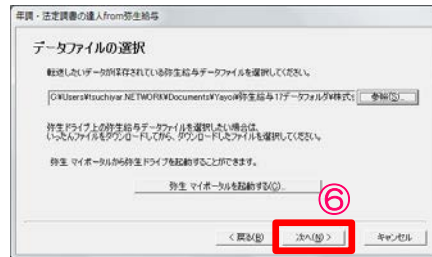 年調・法定調書の達人from弥生給与
データファイルの選択
転送したいデータが保存されている弥生給与データファイルを選択してください。
C:¥Users¥tsuchiyar.NETWORK¥Documents¥Yayoi¥弥生給与17データフォルダ¥株式
参照(S)...
弥生ドライブ上の弥生給与データファイルを選択したい場合は、
いったんファイルをダウンロードしてから、ダウンロードしたファイルを選択してください。
弥生 マイポータルから弥生ドライブを起動することができます。
弥生 マイポータルを起動する(G)...
⑥
< 戻る(B)
次へ(N) >
キャンセル